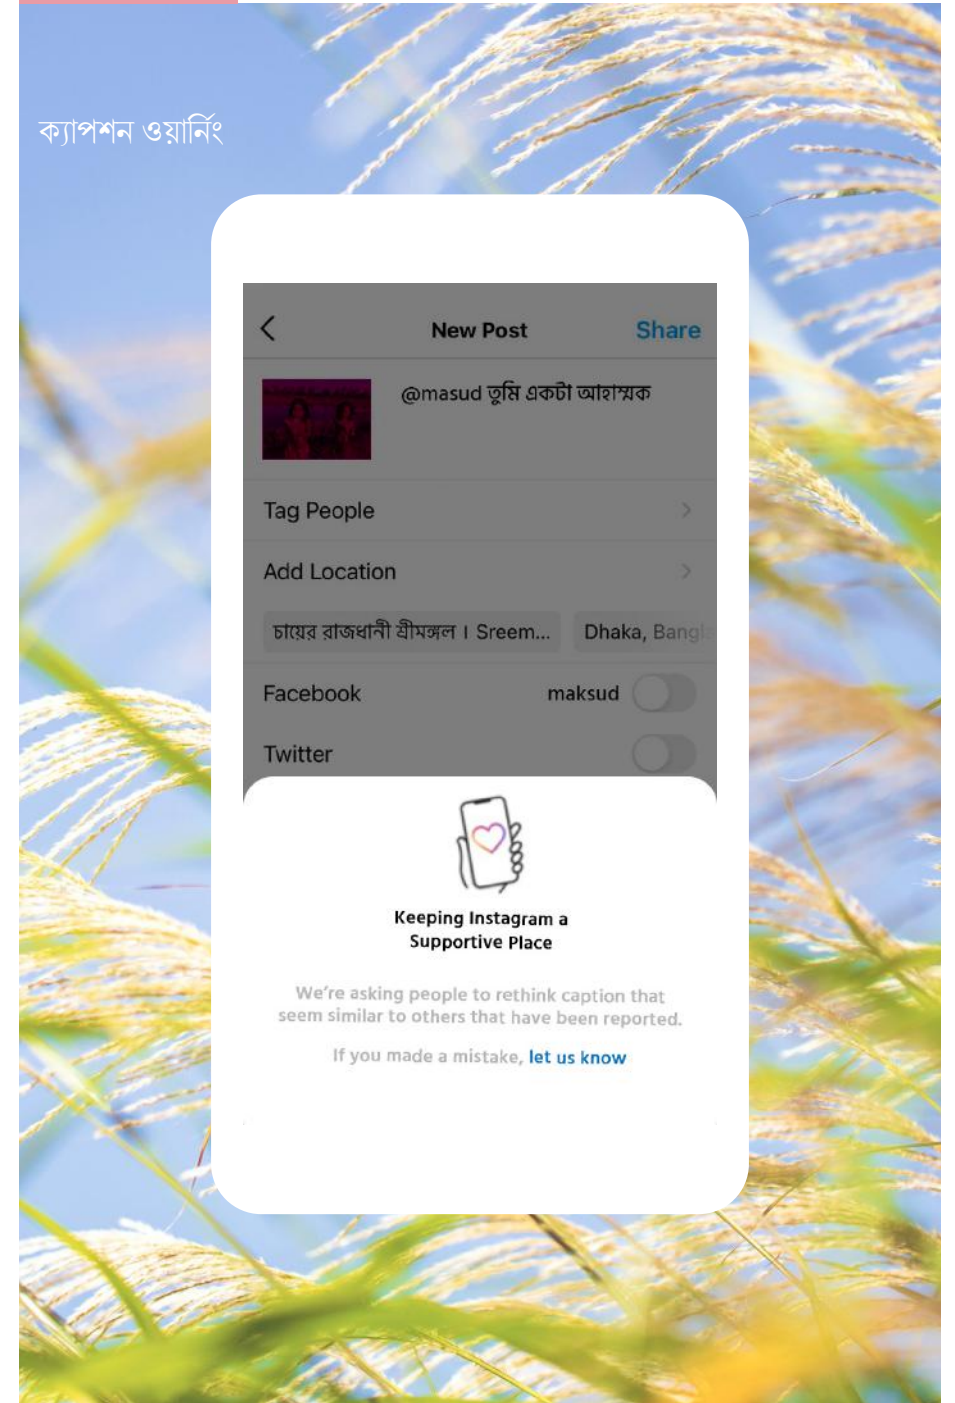 ক্যাপশন ওয়ার্নিং
New Post
Share
@masud তুমি একটা আহাম্মক
Tag People
Add Location
চায়ের রাজধানী শ্রীমঙ্গল । Sreem...
Dhaka, Bangla
Facebook
maksud
Twitter
Keeping Instagram a
Supportive Place
We're asking people to rethink caption that
seem similar to others that have been reported.
If you made a mistake, let us know